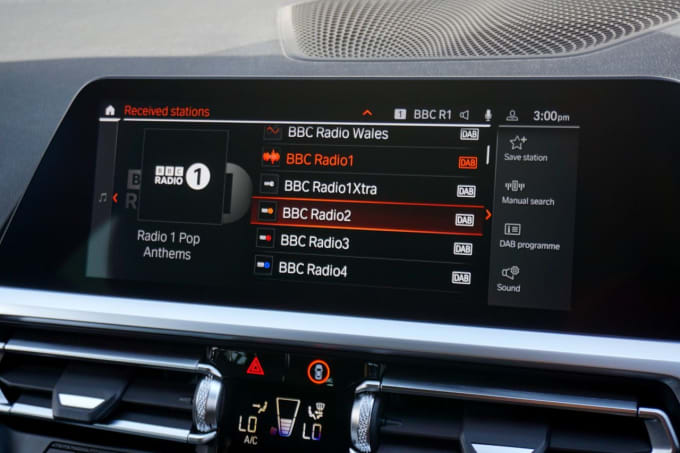 Received stations
1 BBC R1
3:00pm
BBC RADIO 1
Radio 1 Pop
Anthems
BBC Radio Wales DAB
BBC Radio1 DAB
BBC Radio1Xtra DAB
BBC Radio2 DAB
BBC Radio3 DAB
BBC Radio4 DAB
Save station
Manual search
DAB programme
Sound
LO
A/C
LO